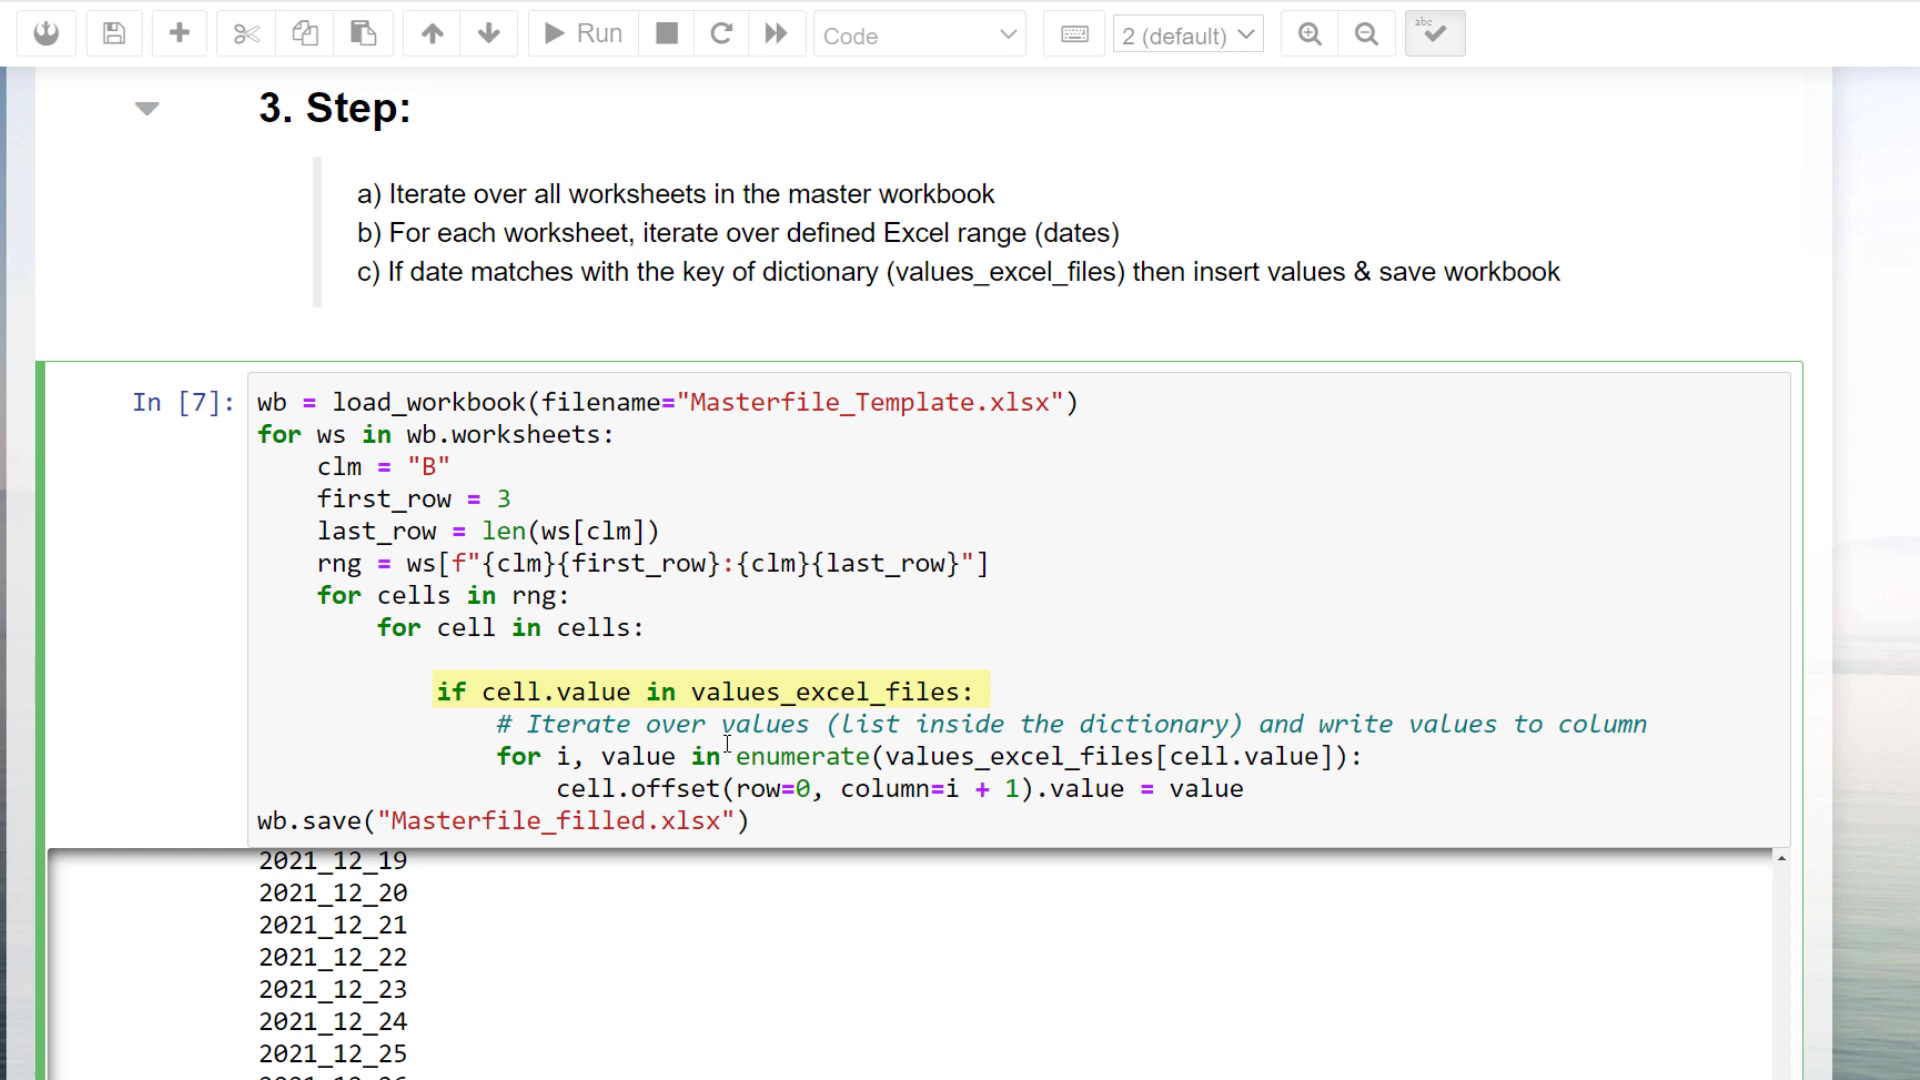 Run
Code
2 (default)
abc
3. Step:
a) Iterate over all worksheets in the master workbook
b) For each worksheet, iterate over defined Excel range (dates)
c) If date matches with the key of dictionary (values_excel_files) then insert values & save workbook
In [7]:
wb = load_workbook(filename="Masterfile_Template.xlsx")
for ws in wb.worksheets:
    clm = "B"
    first_row = 3
    last_row = len(ws[clm])
    rng = ws[f"{clm}{first_row}:{clm}{last_row}"]
    for cells in rng:
        for cell in cells:
            if cell.value in values_excel_files:
                # Iterate over values (list inside the dictionary) and write values to column
                for i, value in enumerate(values_excel_files[cell.value]):
                    cell.offset(row=0, column=i + 1).value = value
wb.save("Masterfile_filled.xlsx")
2021_12_19
2021_12_20
2021_12_21
2021_12_22
2021_12_23
2021_12_24
2021_12_25